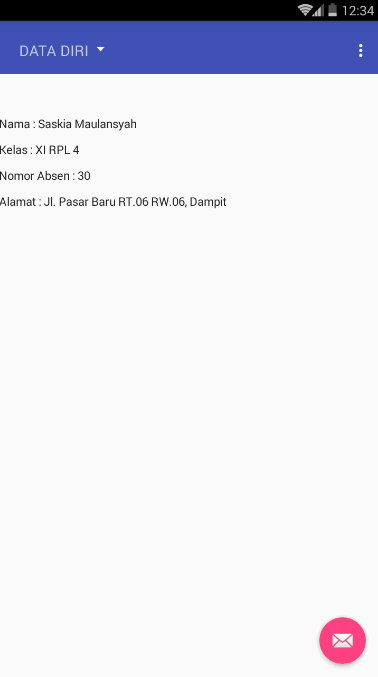 12:34
DATA DIRI
Nama : Saskia Maulansyah
Kelas : XI RPL 4
Nomor Absen : 30
Alamat : Jl. Pasar Baru RT.06 RW.06, Dampit